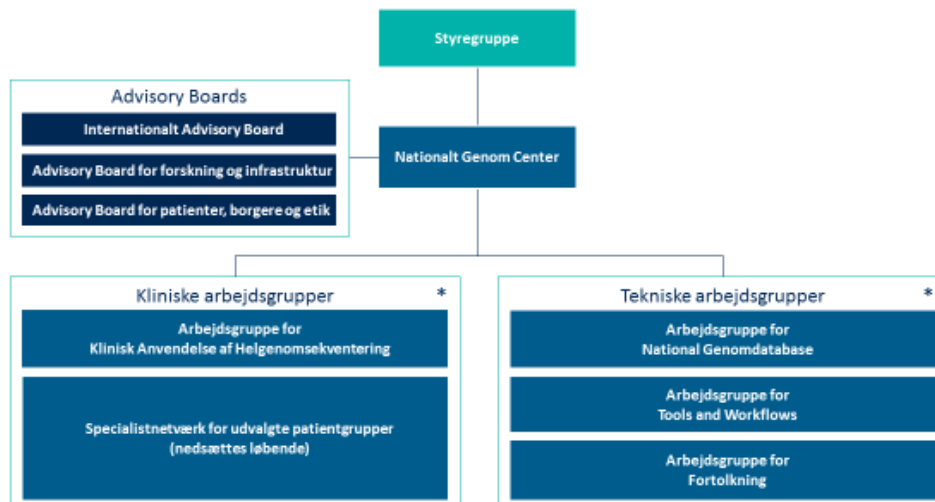 Styregruppe
Advisory Boards
Internationalt Advisory Board
Advisory Board for forskning og infrastruktur
Advisory Board for patienter, borgere og etik
Nationalt Genom Center
Kliniske arbejdsgrupper *
Arbejdsgruppe for
Klinisk Anvendelse af Helgenomsekventering
Specialistnetværk for udvalgte patientgrupper
(nedsættes løbende)
Tekniske arbejdsgrupper *
Arbejdsgruppe for
National Genomdatabase
Arbejdsgruppe for
Tools and Workflows
Arbejdsgruppe for
Fortolkning